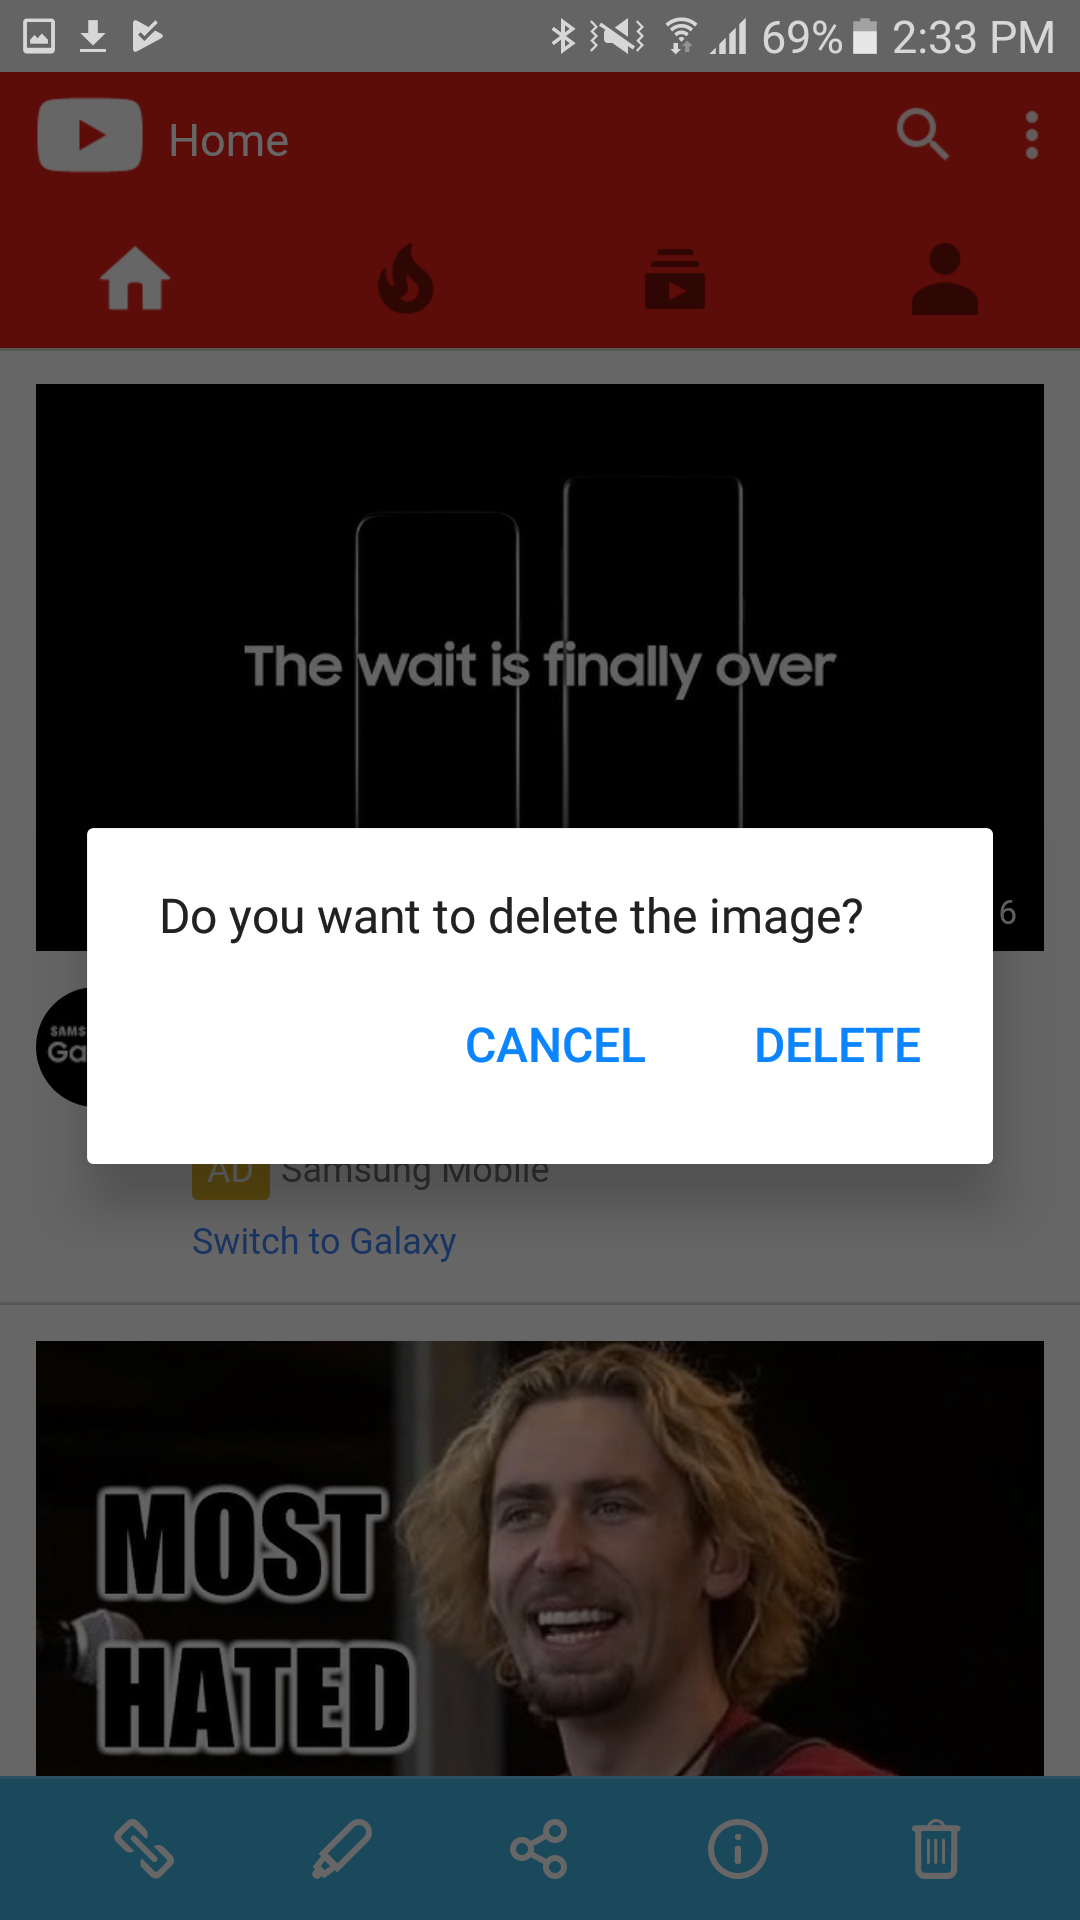 69% 2:33 PM
Home
The wait is finally over
Do you want to delete the image?
6
CANCEL DELETE
SAMS
Ga
AD Samsung Mobile
Switch to Galaxy
MOST
HATED